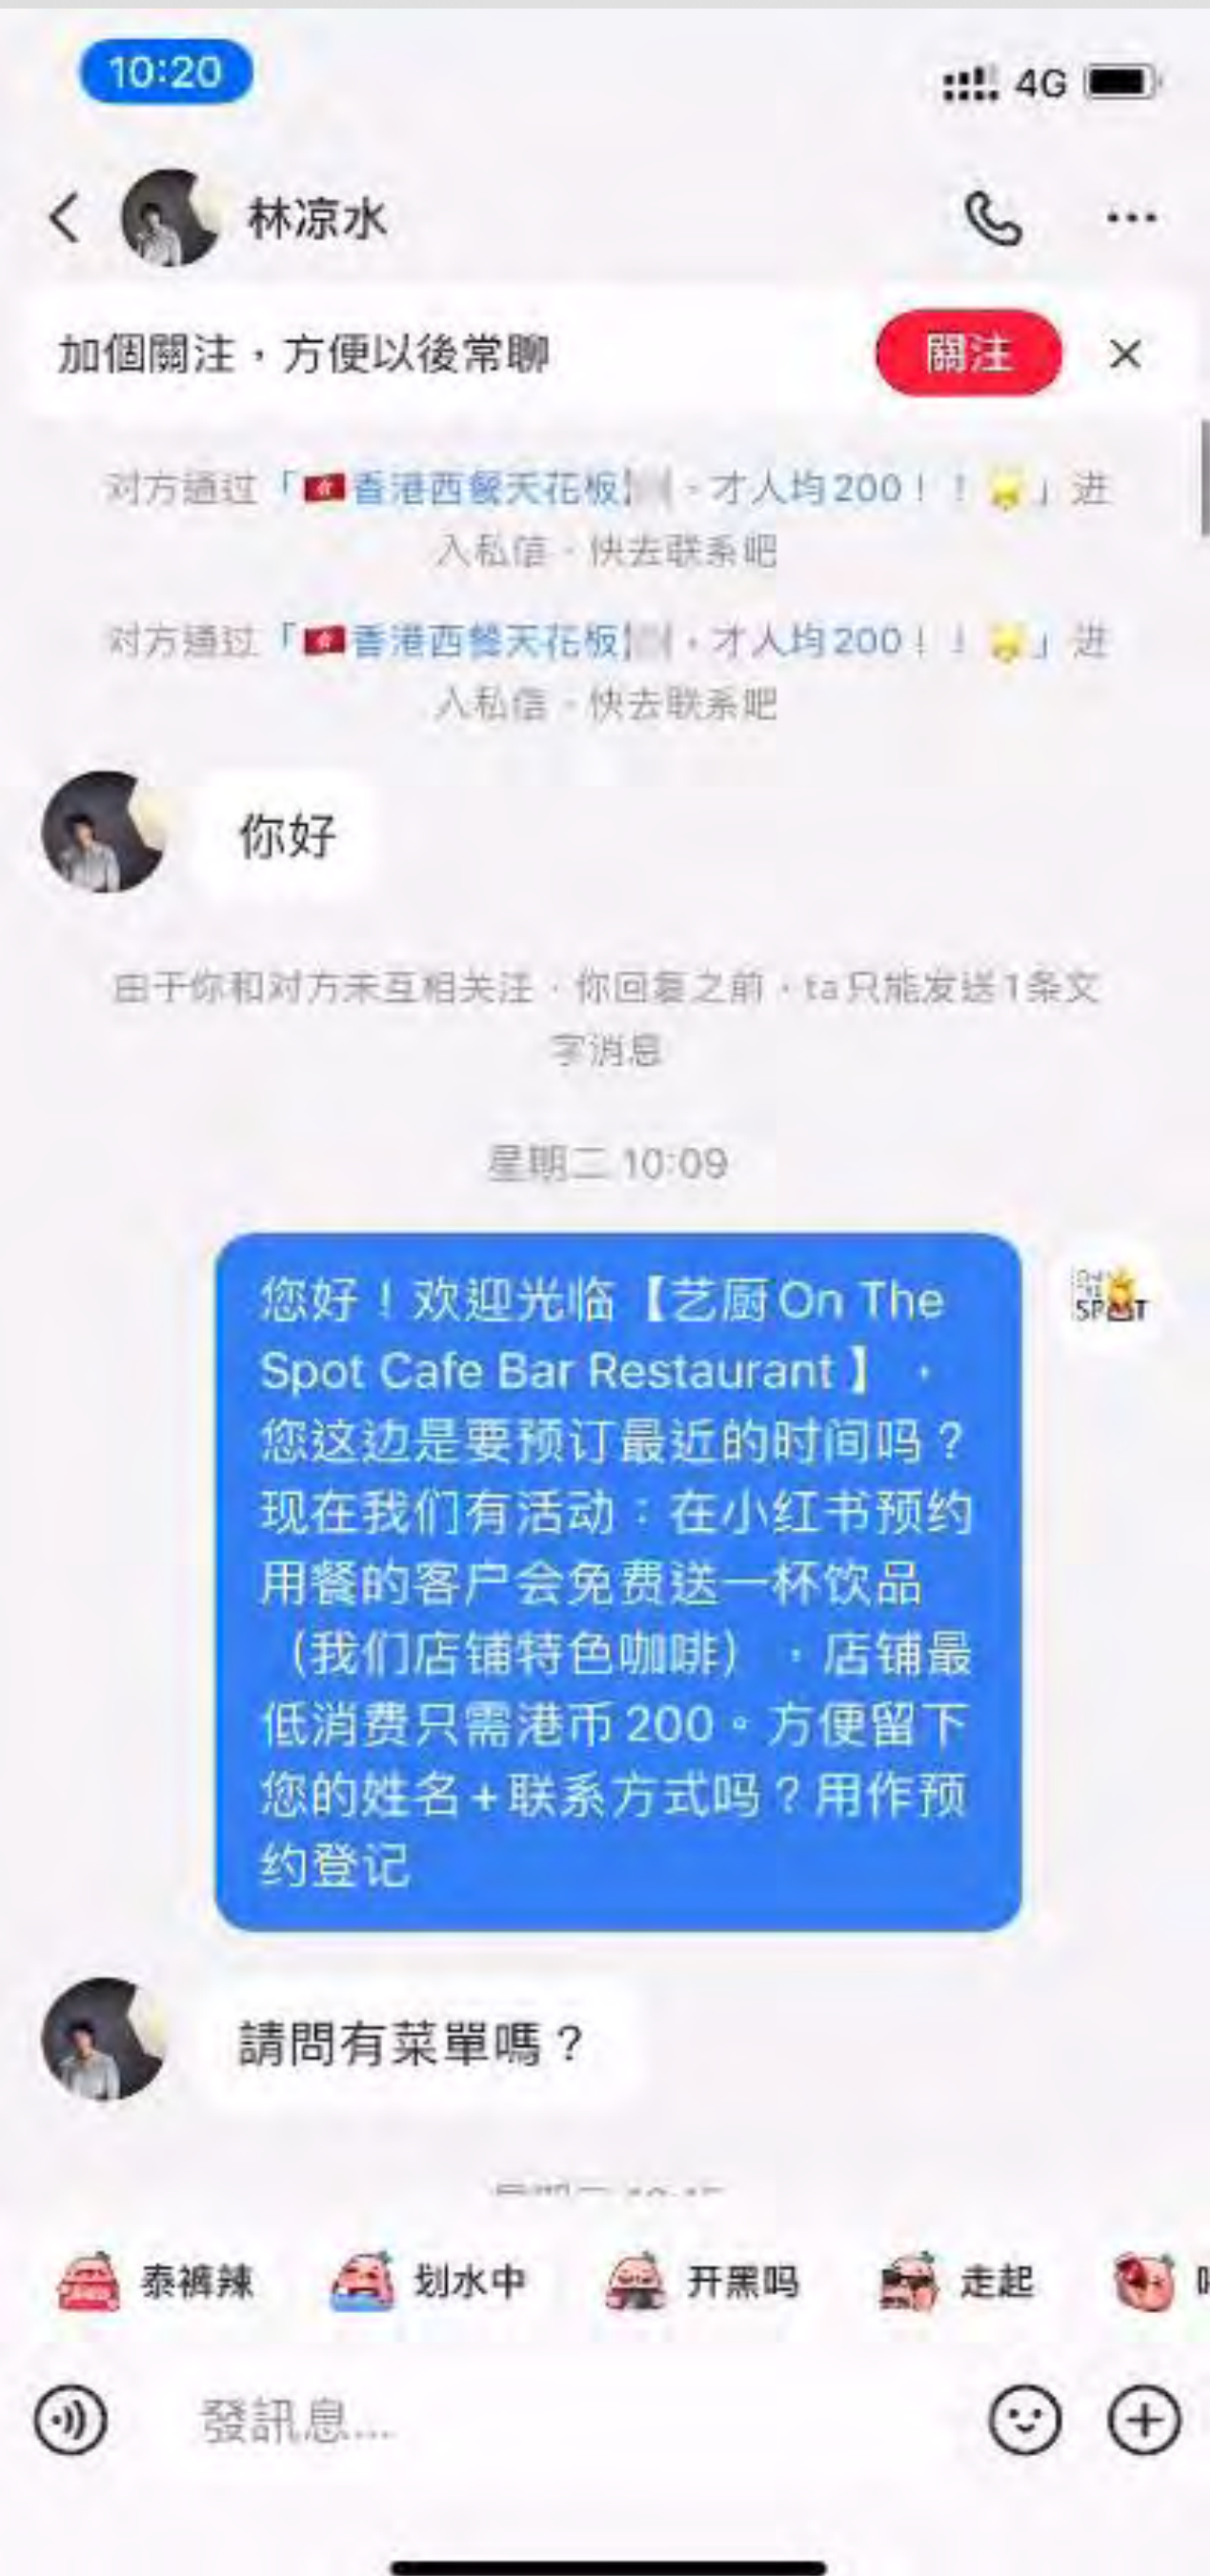 10:20
4G
林凉水
加個關注，方便以後常聊
關注
对方通过「香港西餐天花板，才人均200！！」进
入私信，快去联系吧
对方通过「香港西餐天花板，才人均200！！」进
入私信，快去联系吧
你好
由于你和对方未互相关注，你回复之前，ta只能发送1条文
字消息
星期二 10:09
您好！欢迎光临【艺厨On The
Spot Cafe Bar Restaurant 】，
您这边是要预订最近的时间吗？
现在我们有活动：在小红书预约
用餐的客户会免费送一杯饮品
（我们店铺特色咖啡），店铺最
低消费只需港币200。方便留下
您的姓名+联系方式吗？用作预
约登记
SPOT
請問有菜單嗎？
泰裤辣
划水中
开黑吗
走起
發訊息...